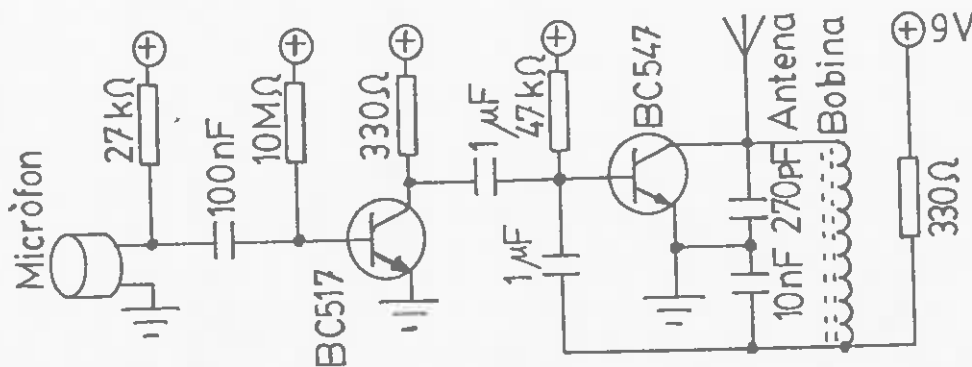 Micròfon
27kΩ
100nF
10MΩ
BC517
330Ω
1µF
47kΩ
1µF
BC547
Antena
Bobina
270pF
10nF
9V
330Ω